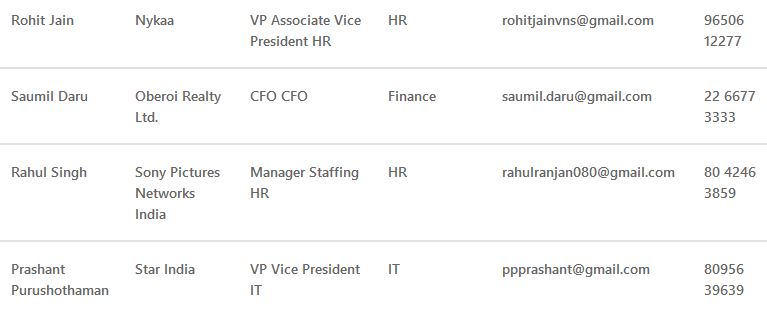 Rohit Jain Nykaa VP Associate Vice HR rohitjainvns@gmail.com 96506
President HR 12277
Saumil Daru Oberoi Realty CFO CFO Finance saumil.daru@gmail.com 22 6677
Ltd. 3333
Rahul Singh Sony Pictures Manager Staffing HR rahulranjan080@gmail.com 80 4246
Networks HR 3859
India
Prashant Star India VP Vice President IT ppprashant@gmail.com 80956
Purushothaman IT 39639